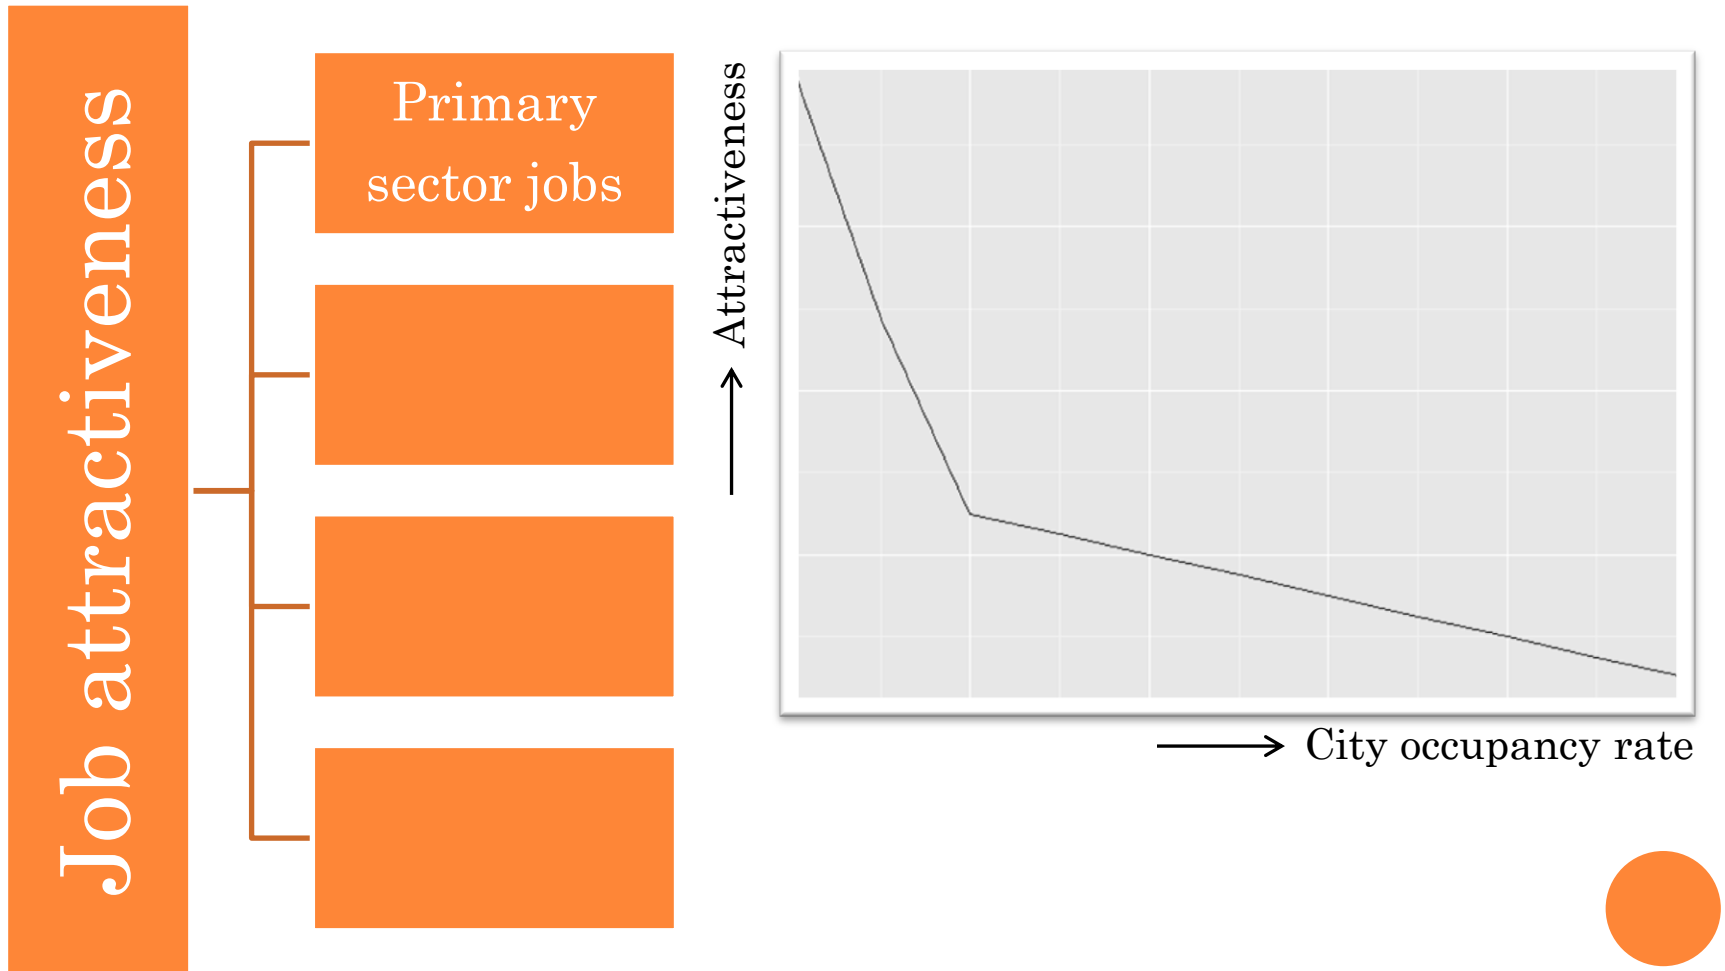 Job attractiveness
Primary
sector jobs
Attractiveness
City occupancy rate